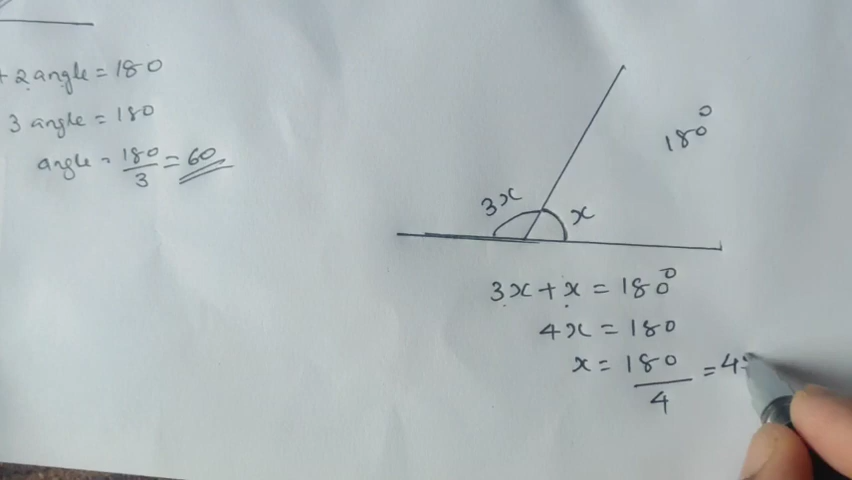 + 2 angle = 180
3 angle = 180
angle = 180/3 = 60
180°
3x
x
3x + x = 180°
4x = 180
x = 180/4 = 4